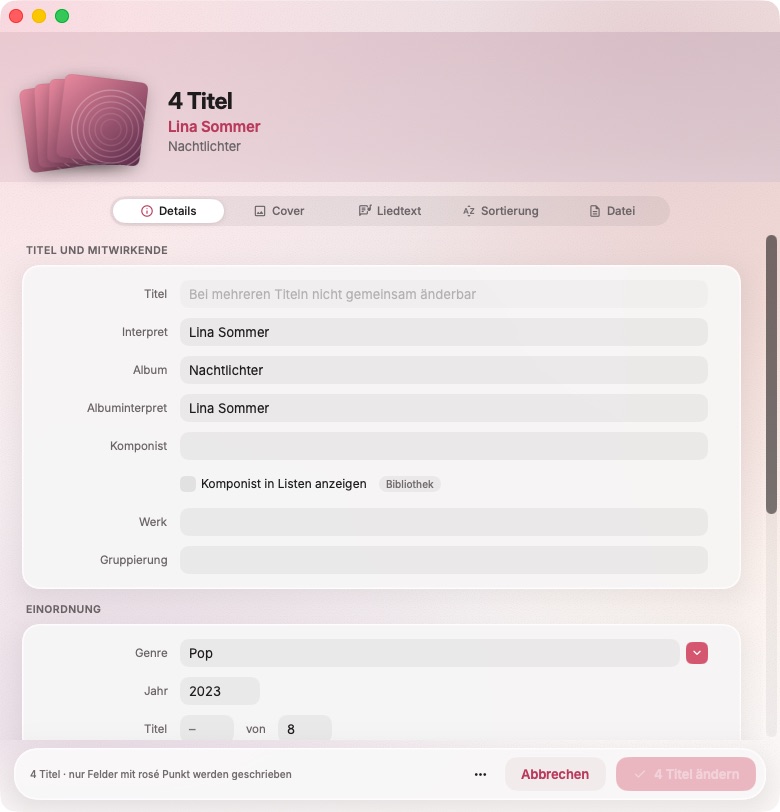 4 Titel
Lina Sommer
Nachtlichter
Details Cover Liedtext Sortierung Datei
TITEL UND MITWIRKENDE
Titel Bei mehreren Titeln nicht gemeinsam änderbar
Interpret Lina Sommer
Album Nachtlichter
Albuminterpret Lina Sommer
Komponist
Komponist in Listen anzeigen Bibliothek
Werk
Gruppierung
EINORDNUNG
Genre Pop
Jahr 2023
Titel – von 8
4 Titel · nur Felder mit rosé Punkt werden geschrieben ••• Abbrechen 4 Titel ändern